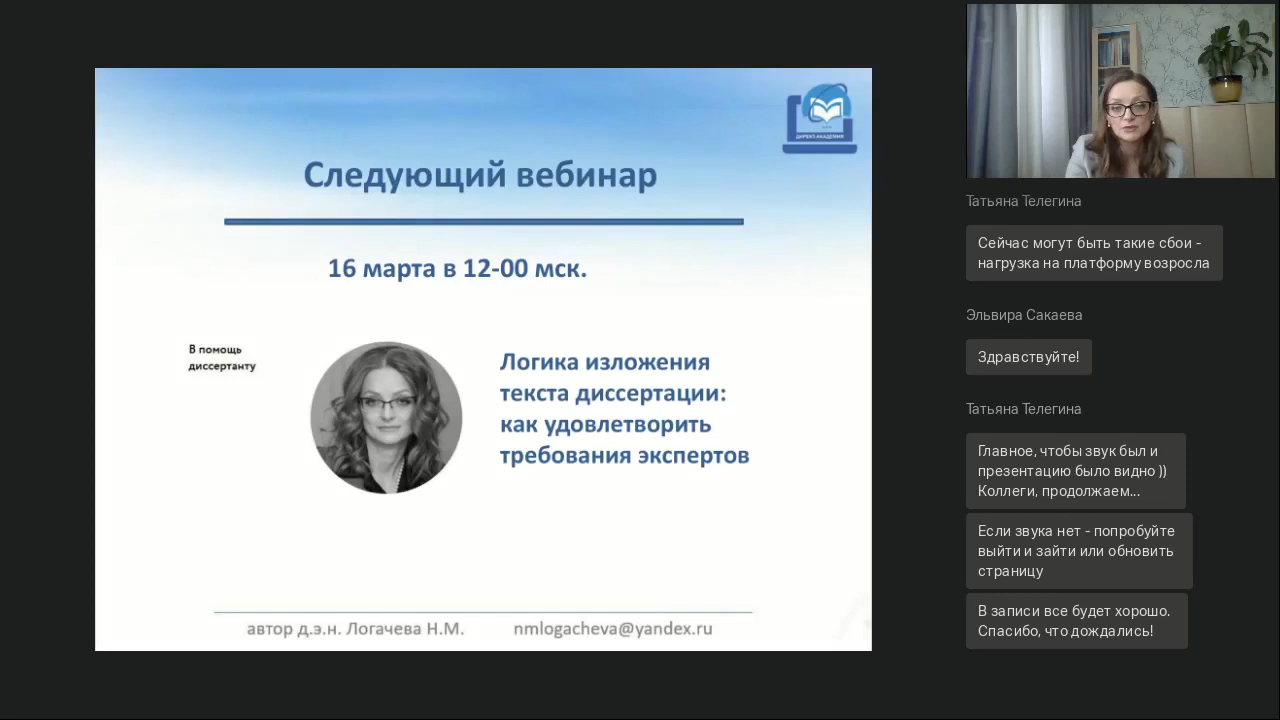 ДИРЕКТ-АКАДЕМИЯ
Следующий вебинар
16 марта в 12-00 мск.
В помощь
диссертанту
Логика изложения
текста диссертации:
как удовлетворить
требования экспертов
автор д.э.н. Логачева Н.М. nmlogacheva@yandex.ru
Татьяна Телегина
Сейчас могут быть такие сбои -
нагрузка на платформу возросла
Эльвира Сакаева
Здравствуйте!
Татьяна Телегина
Главное, чтобы звук был и
презентацию было видно ))
Коллеги, продолжаем...
Если звука нет - попробуйте
выйти и зайти или обновить
страницу
В записи все будет хорошо.
Спасибо, что дождались!